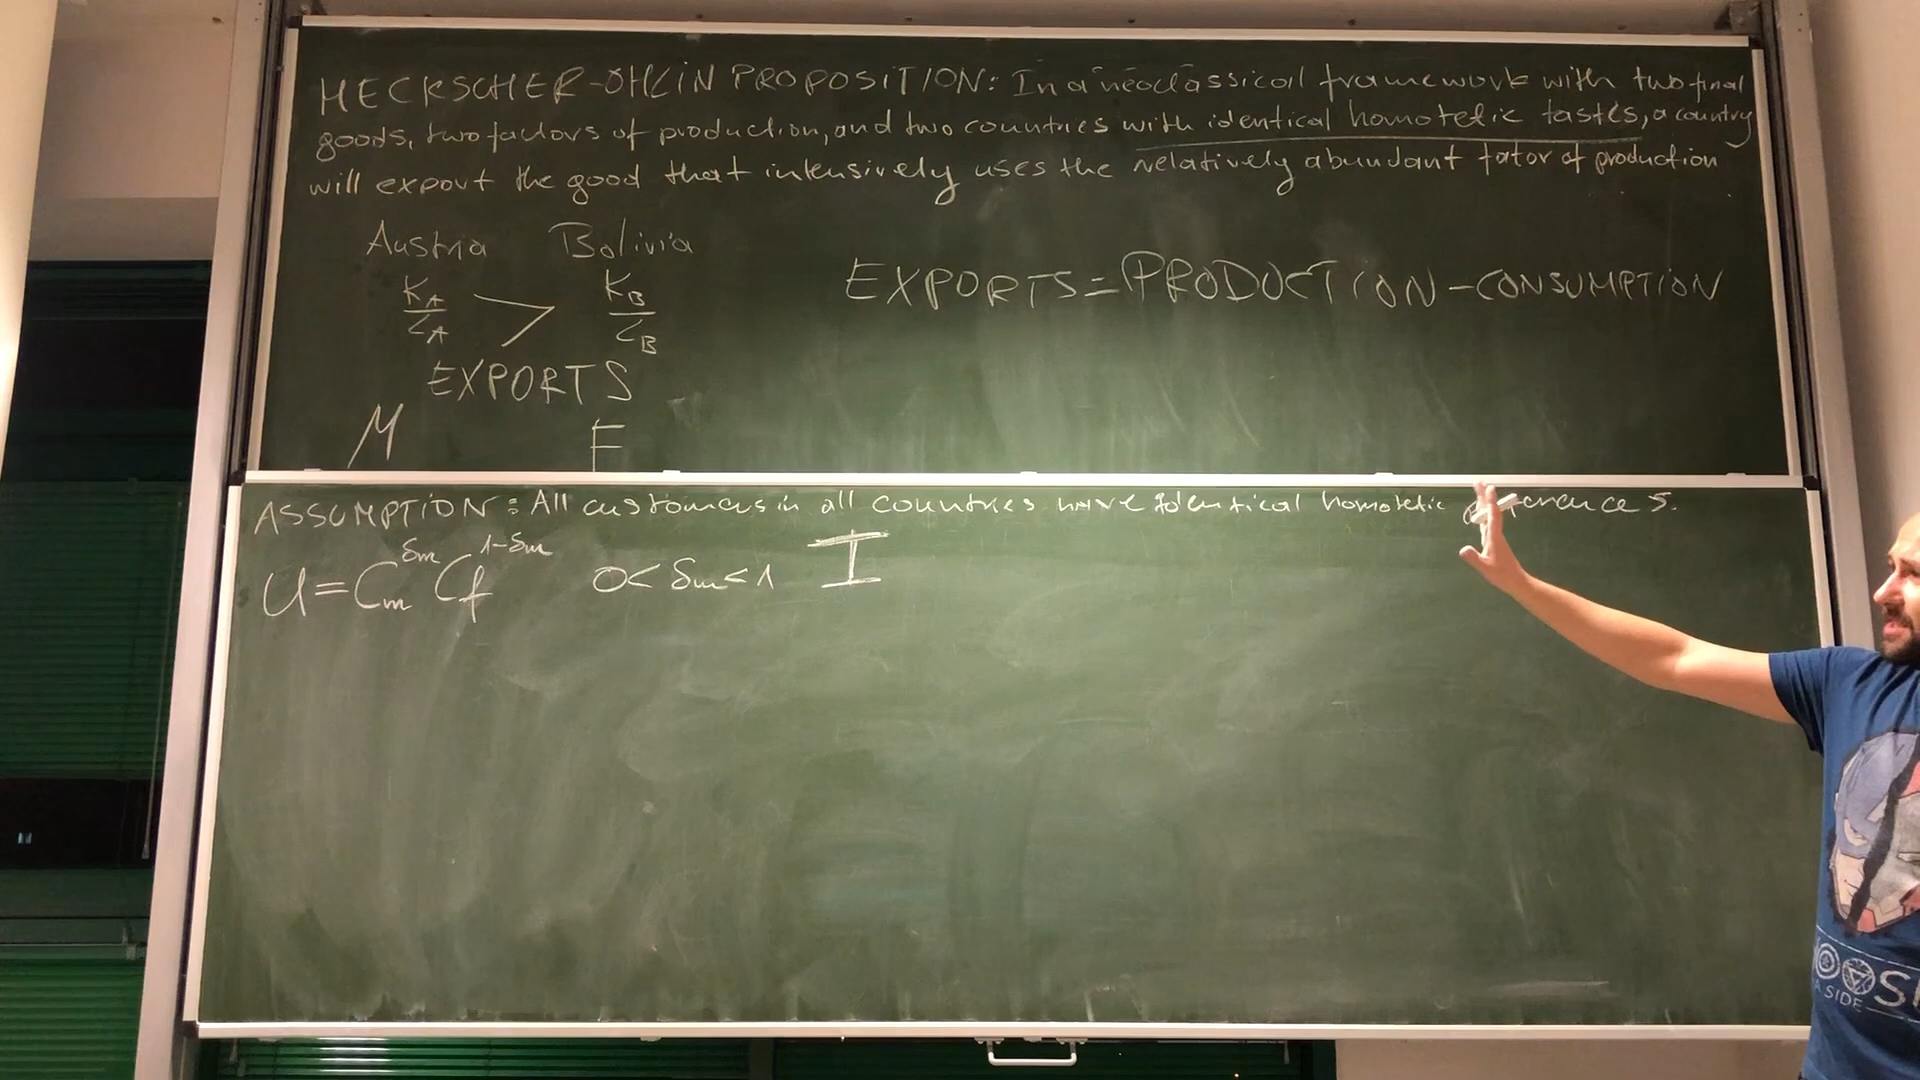 HECKSCHER-OHLIN PROPOSITION: In a neoclassical framework with two final
goods, two factors of production, and two countries with identical homotetic tastes, a country
will export the good that intensively uses the relatively abundant fator of production
Austria Bolivia
K_A/L_A > K_B/L_B
EXPORTS = PRODUCTION - CONSUMPTION
EXPORTS
M F
ASSUMPTION: All customers in all countries have identical homotetic
U = C_m^δm C_f^1-δm 0 < δm < 1 I
A SIDE